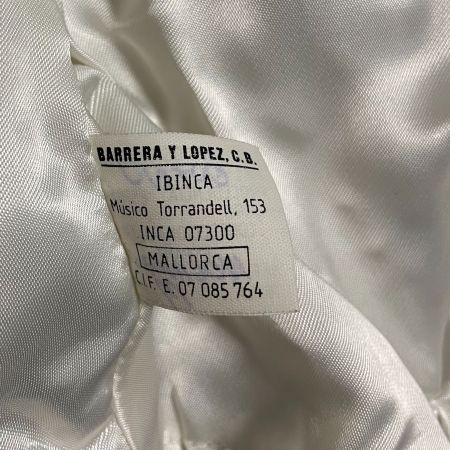 BARRERA Y LOPEZ, C.B.
IBINCA
Músico Torrandell, 153
INCA 07300
MALLORCA
C.I.F. E. 07 085 764